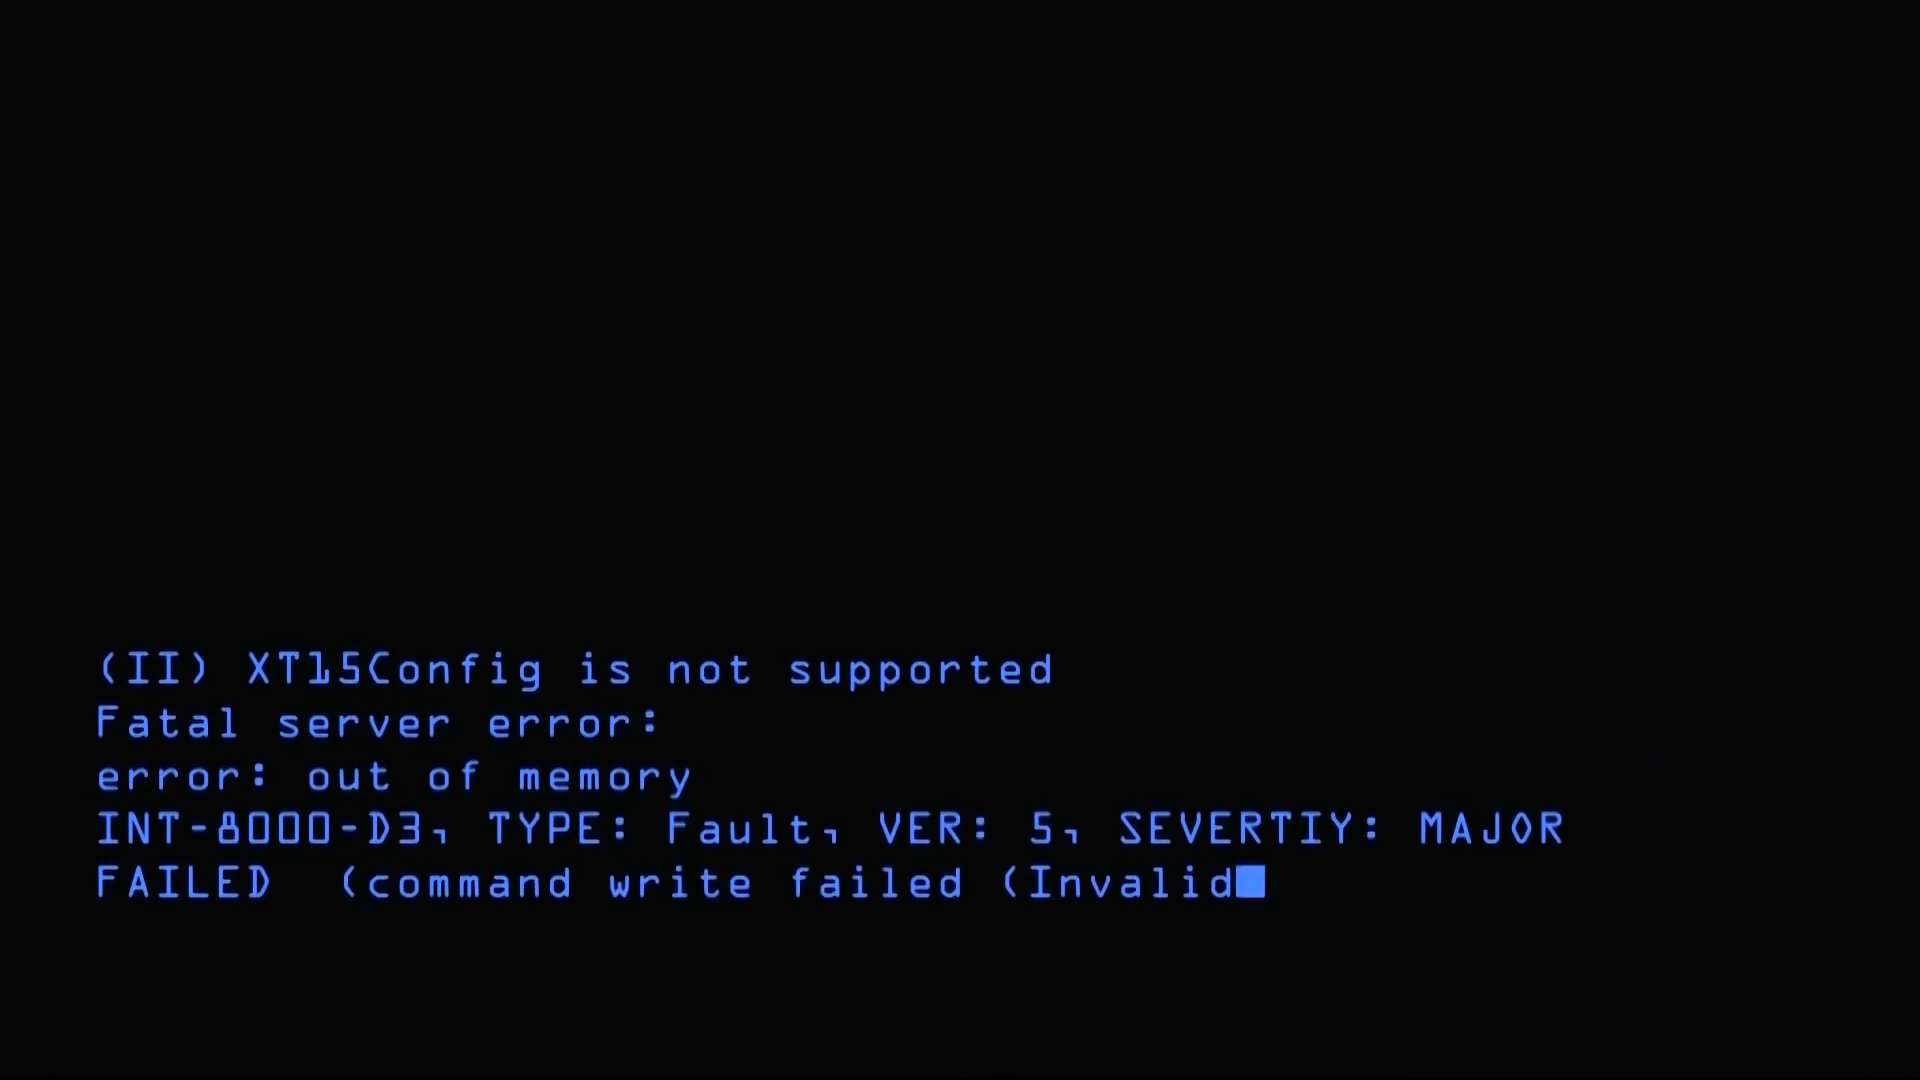 (II) XT15Config is not supported
Fatal server error:
error: out of memory
INT-8000-D3, TYPE: Fault, VER: 5, SEVERTIY: MAJOR
FAILED  (command write failed (Invalid